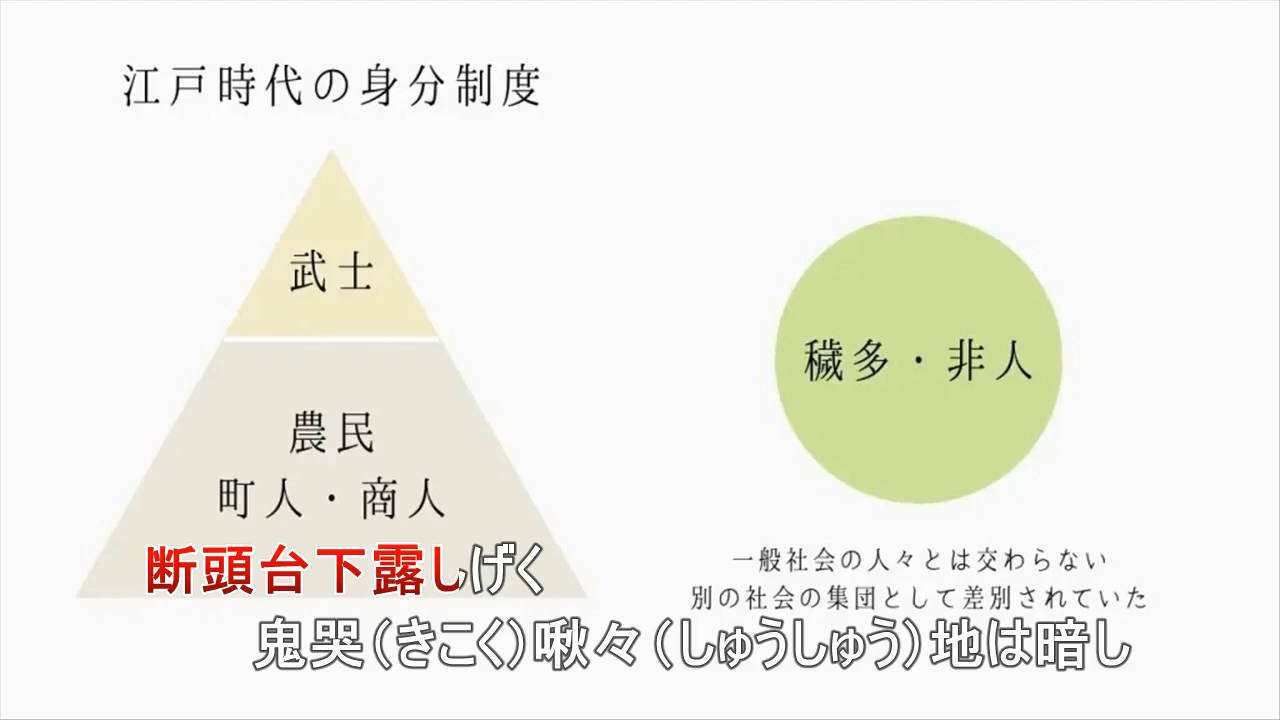 江戸時代の身分制度
武士
農民
町人・商人
穢多・非人
一般社会の人々とは交わらない
別の社会の集団として差別されていた
断頭台下露しげく
鬼哭（きこく）啾々（しゅうしゅう）地は暗し